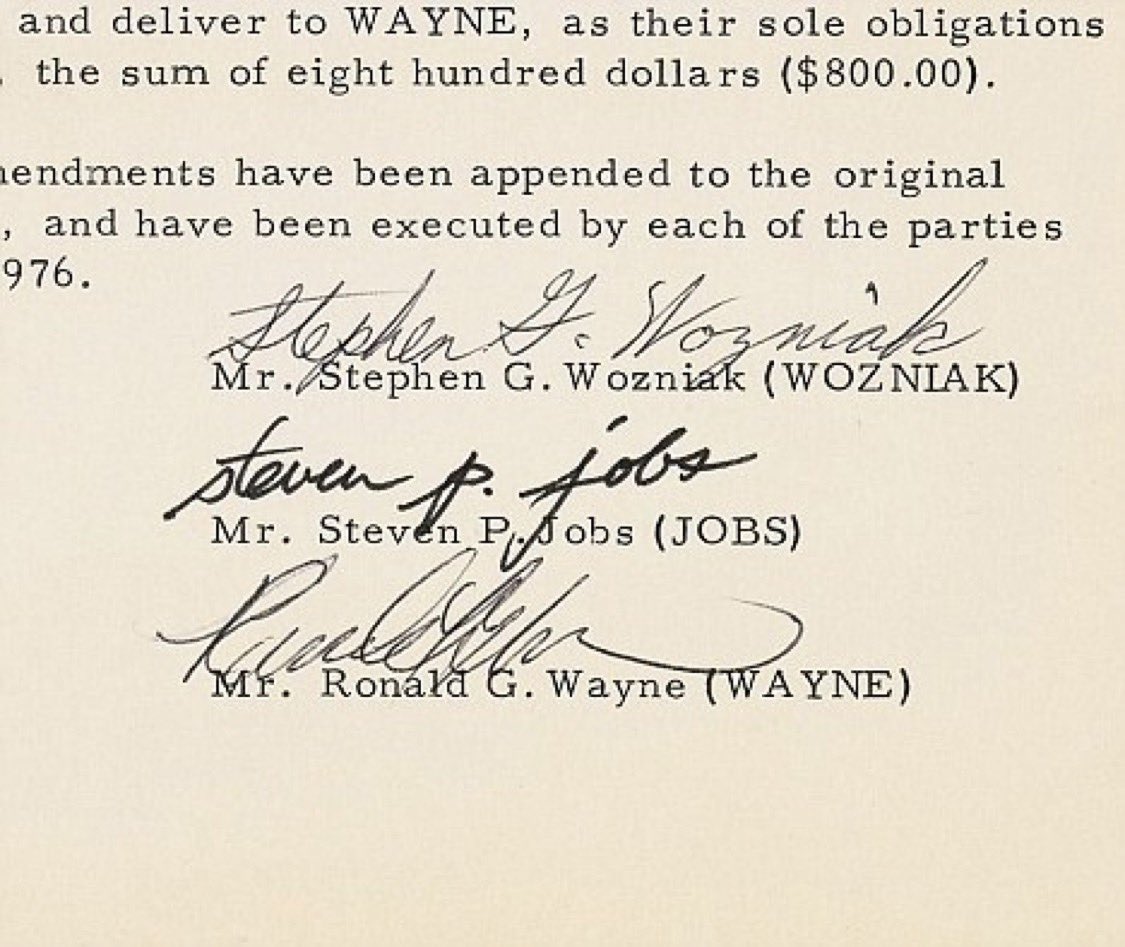 and deliver to WAYNE, as their sole obligations
, the sum of eight hundred dollars ($800.00).
mendments have been appended to the original
, and have been executed by each of the parties
976.
Stephen G. Wozniak
Mr. Stephen G. Wozniak (WOZNIAK)
steven p. jobs
Mr. Steven P. Jobs (JOBS)
Mr. Ronald G. Wayne (WAYNE)